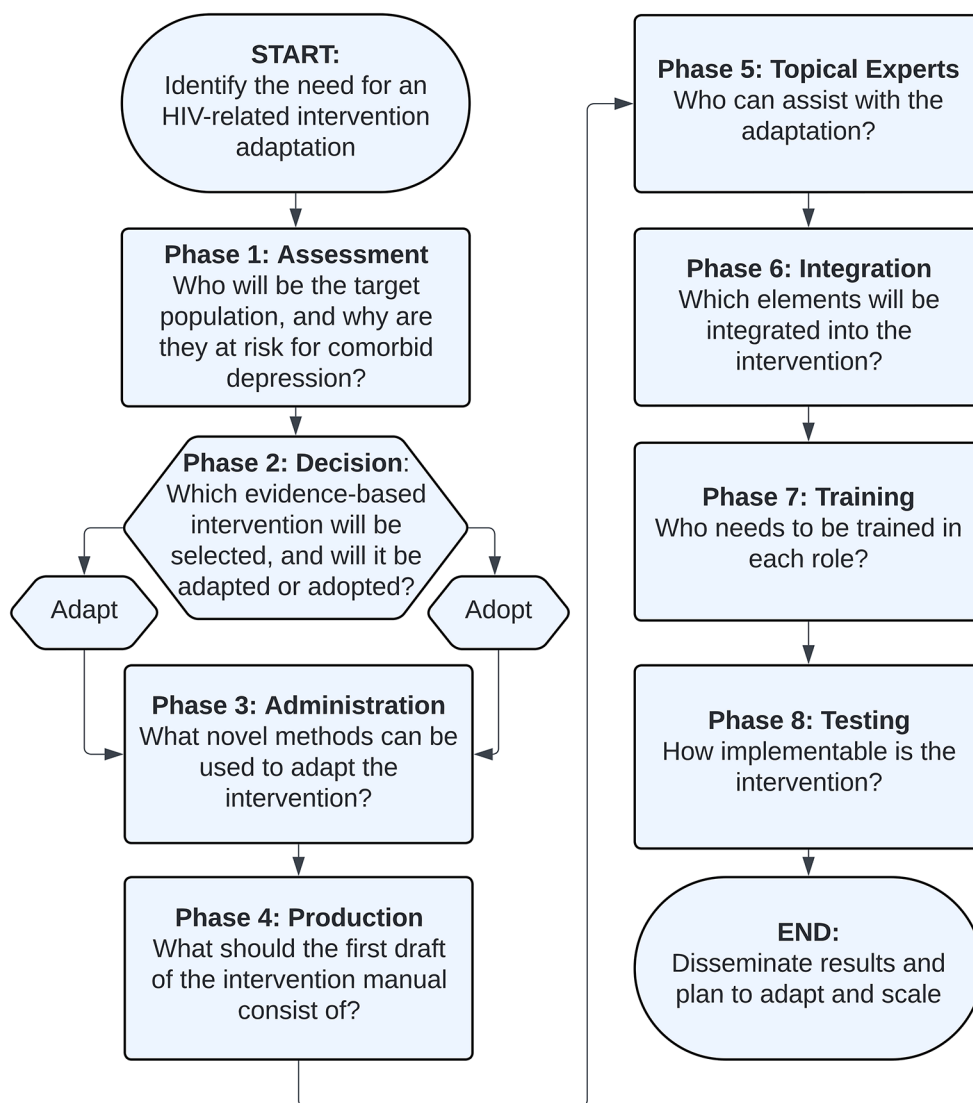 START:
Identify the need for an
HIV-related intervention
adaptation
Phase 1: Assessment
Who will be the target
population, and why are
they at risk for comorbid
depression?
Phase 2: Decision:
Which evidence-based
intervention will be
selected, and will it be
adapted or adopted?
Adapt
Adopt
Phase 3: Administration
What novel methods can be
used to adapt the
intervention?
Phase 4: Production
What should the first draft
of the intervention manual
consist of?
Phase 5: Topical Experts
Who can assist with the
adaptation?
Phase 6: Integration
Which elements will be
integrated into the
intervention?
Phase 7: Training
Who needs to be trained in
each role?
Phase 8: Testing
How implementable is the
intervention?
END:
Disseminate results and
plan to adapt and scale